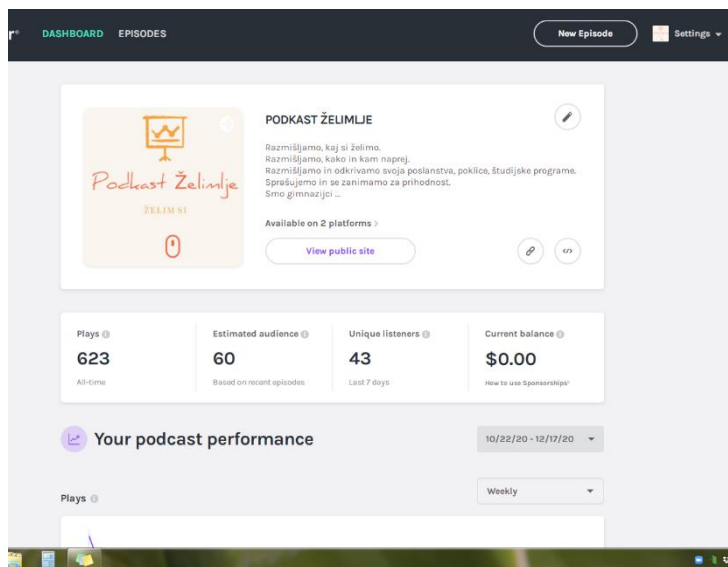 r
DASHBOARD EPISODES New Episode Settings
PODKAST ŽELIMLJE
Podkast Želimlje
ŽELIM SI
Razmišljamo, kaj si želimo.
Razmišljamo, kako in kam naprej.
Razmišljamo in odkrivamo svoja poslanstva, poklice, študijske programe.
Sprašujemo in se zanimamo za prihodnost.
Smo gimnazijci ...
Available on 2 platforms >
View public site
Plays Estimated audience Unique listeners Current balance
623 60 43 $0.00
All-time Based on recent episodes Last 7 days How to use Sponsorships
Your podcast performance 10/22/20 - 12/17/20
Plays Weekly